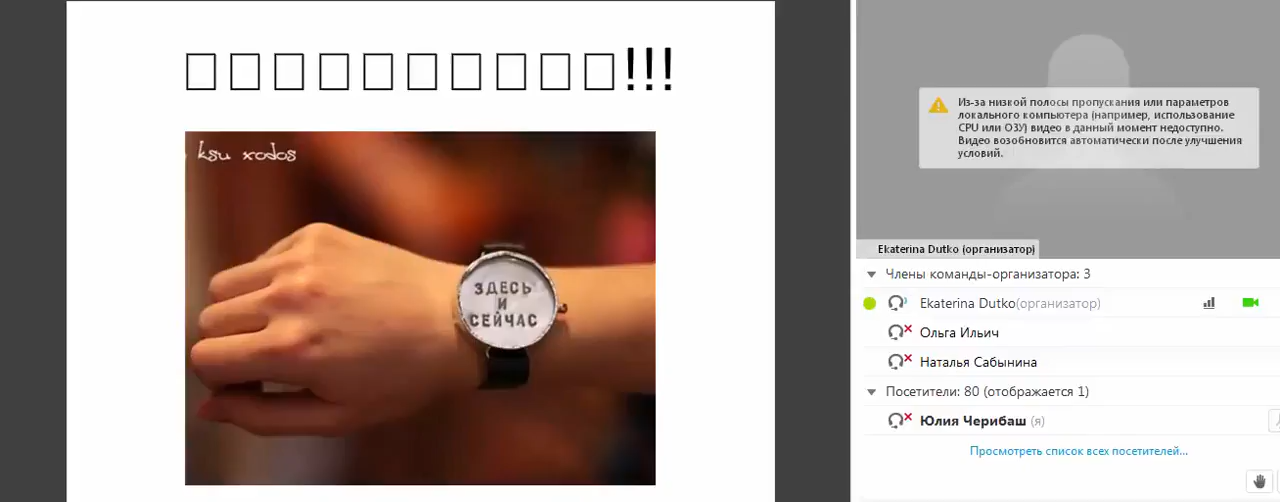 !!!
ksu xodos
ЗДЕСЬ
И
СЕЙЧАС
Из-за низкой полосы пропускания или параметров
локального компьютера (например, использование
CPU или ОЗУ) видео в данный момент недоступно.
Видео возобновится автоматически после улучшения
условий.
Ekaterina Dutko (организатор)
Члены команды-организатора: 3
Ekaterina Dutko(организатор)
Ольга Ильич
Наталья Сабынина
Посетители: 80 (отображается 1)
Юлия Черибаш (я)
Просмотреть список всех посетителей...